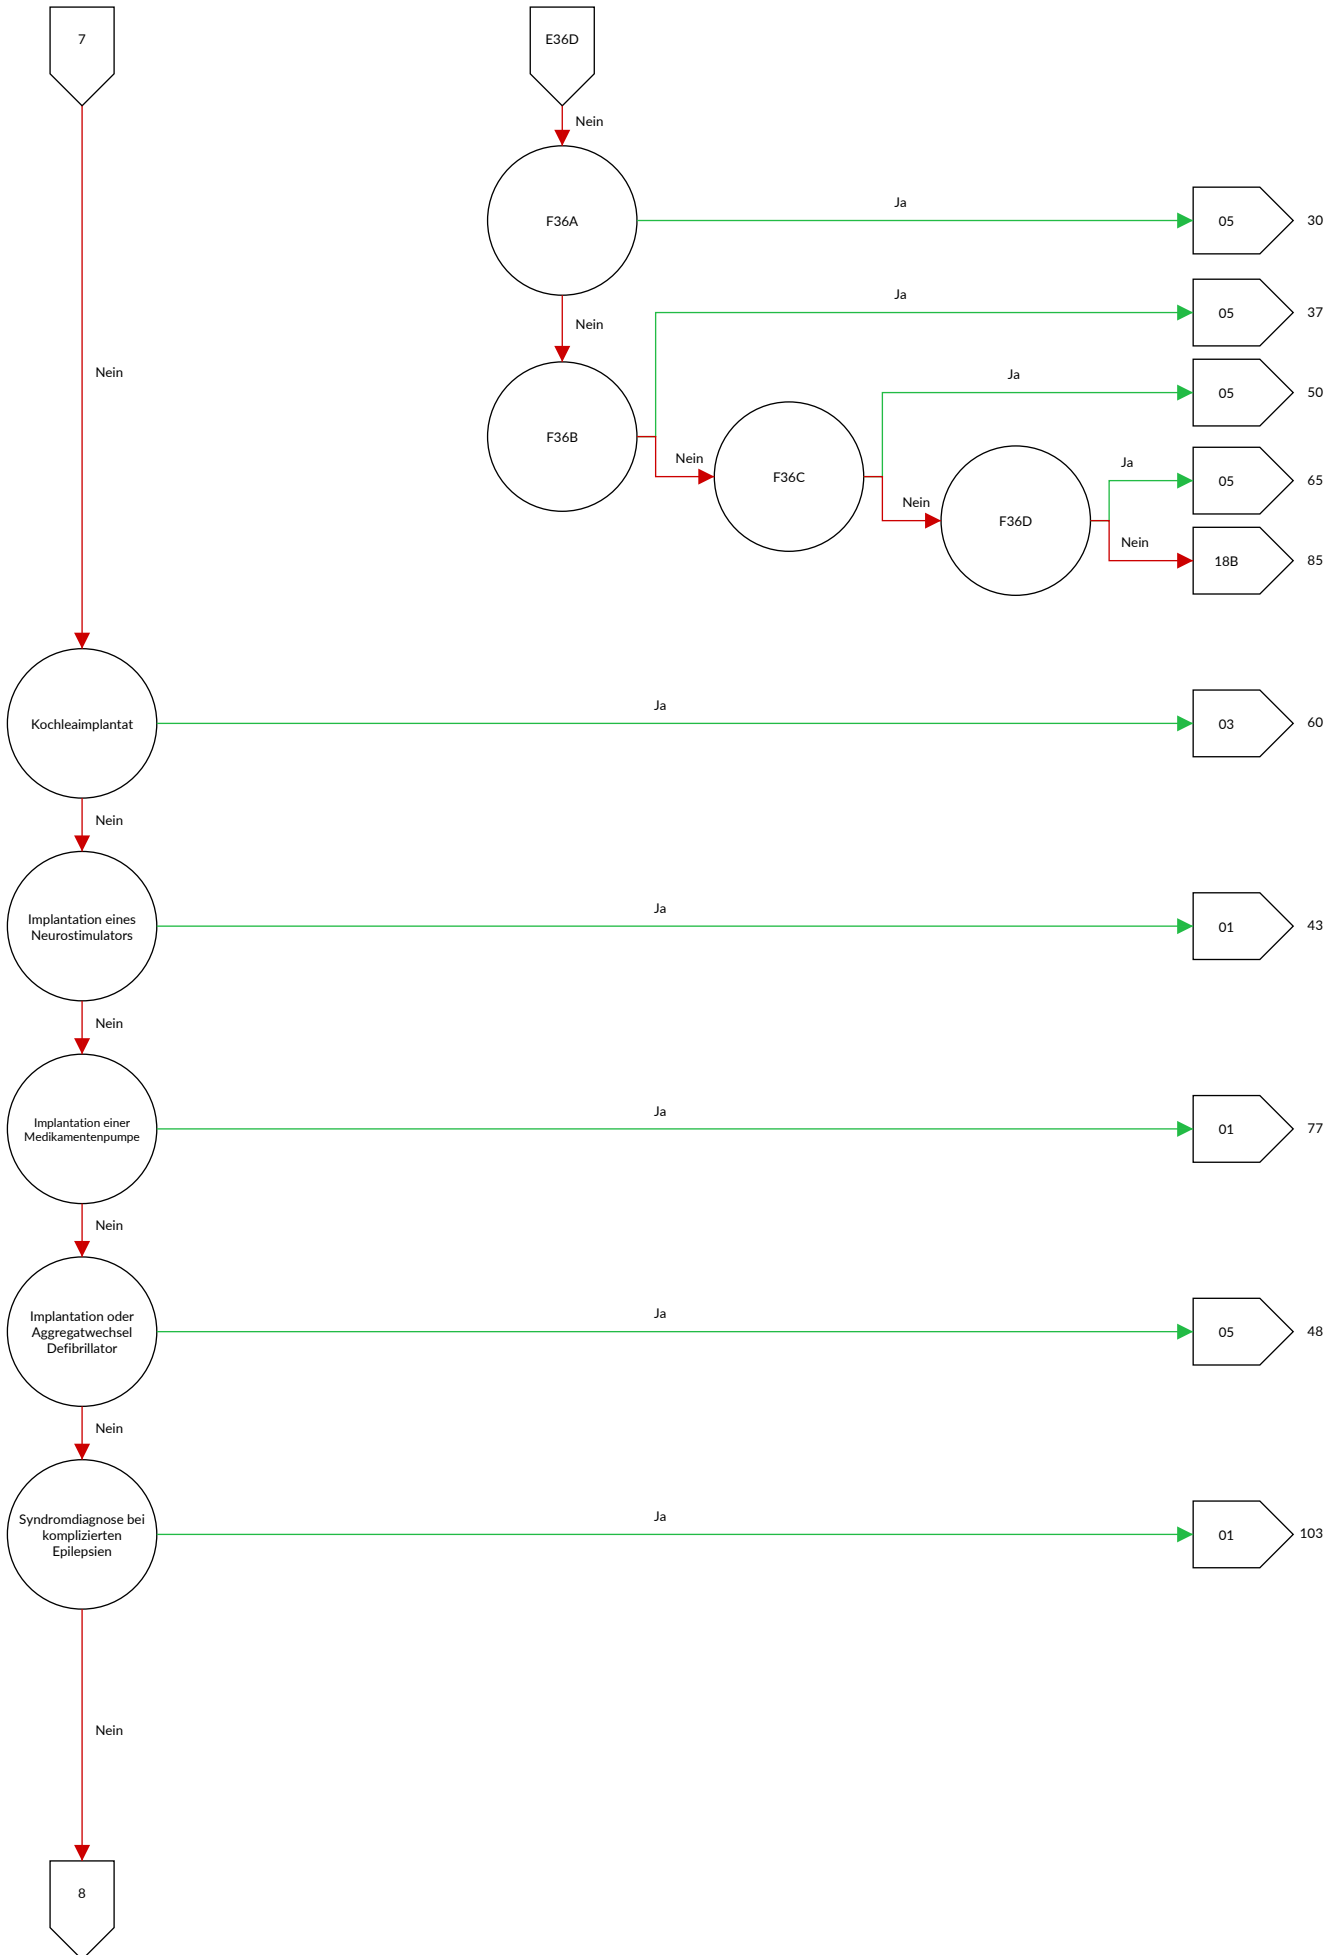 7
E36D
Nein
F36A
Ja
05
30
Nein
Ja
05
37
Nein
Ja
05
50
F36B
Nein
F36C
Ja
05
65
Nein
F36D
Nein
18B
85
Kochleaimplantat
Ja
03
60
Nein
Implantation eines
Neurostimulators
Ja
01
43
Nein
Implantation einer
Medikamentenpumpe
Ja
01
77
Nein
Implantation oder
Aggregatwechsel
Defibrillator
Ja
05
48
Nein
Syndromdiagnose bei
komplizierten
Epilepsien
Ja
01
103
Nein
8